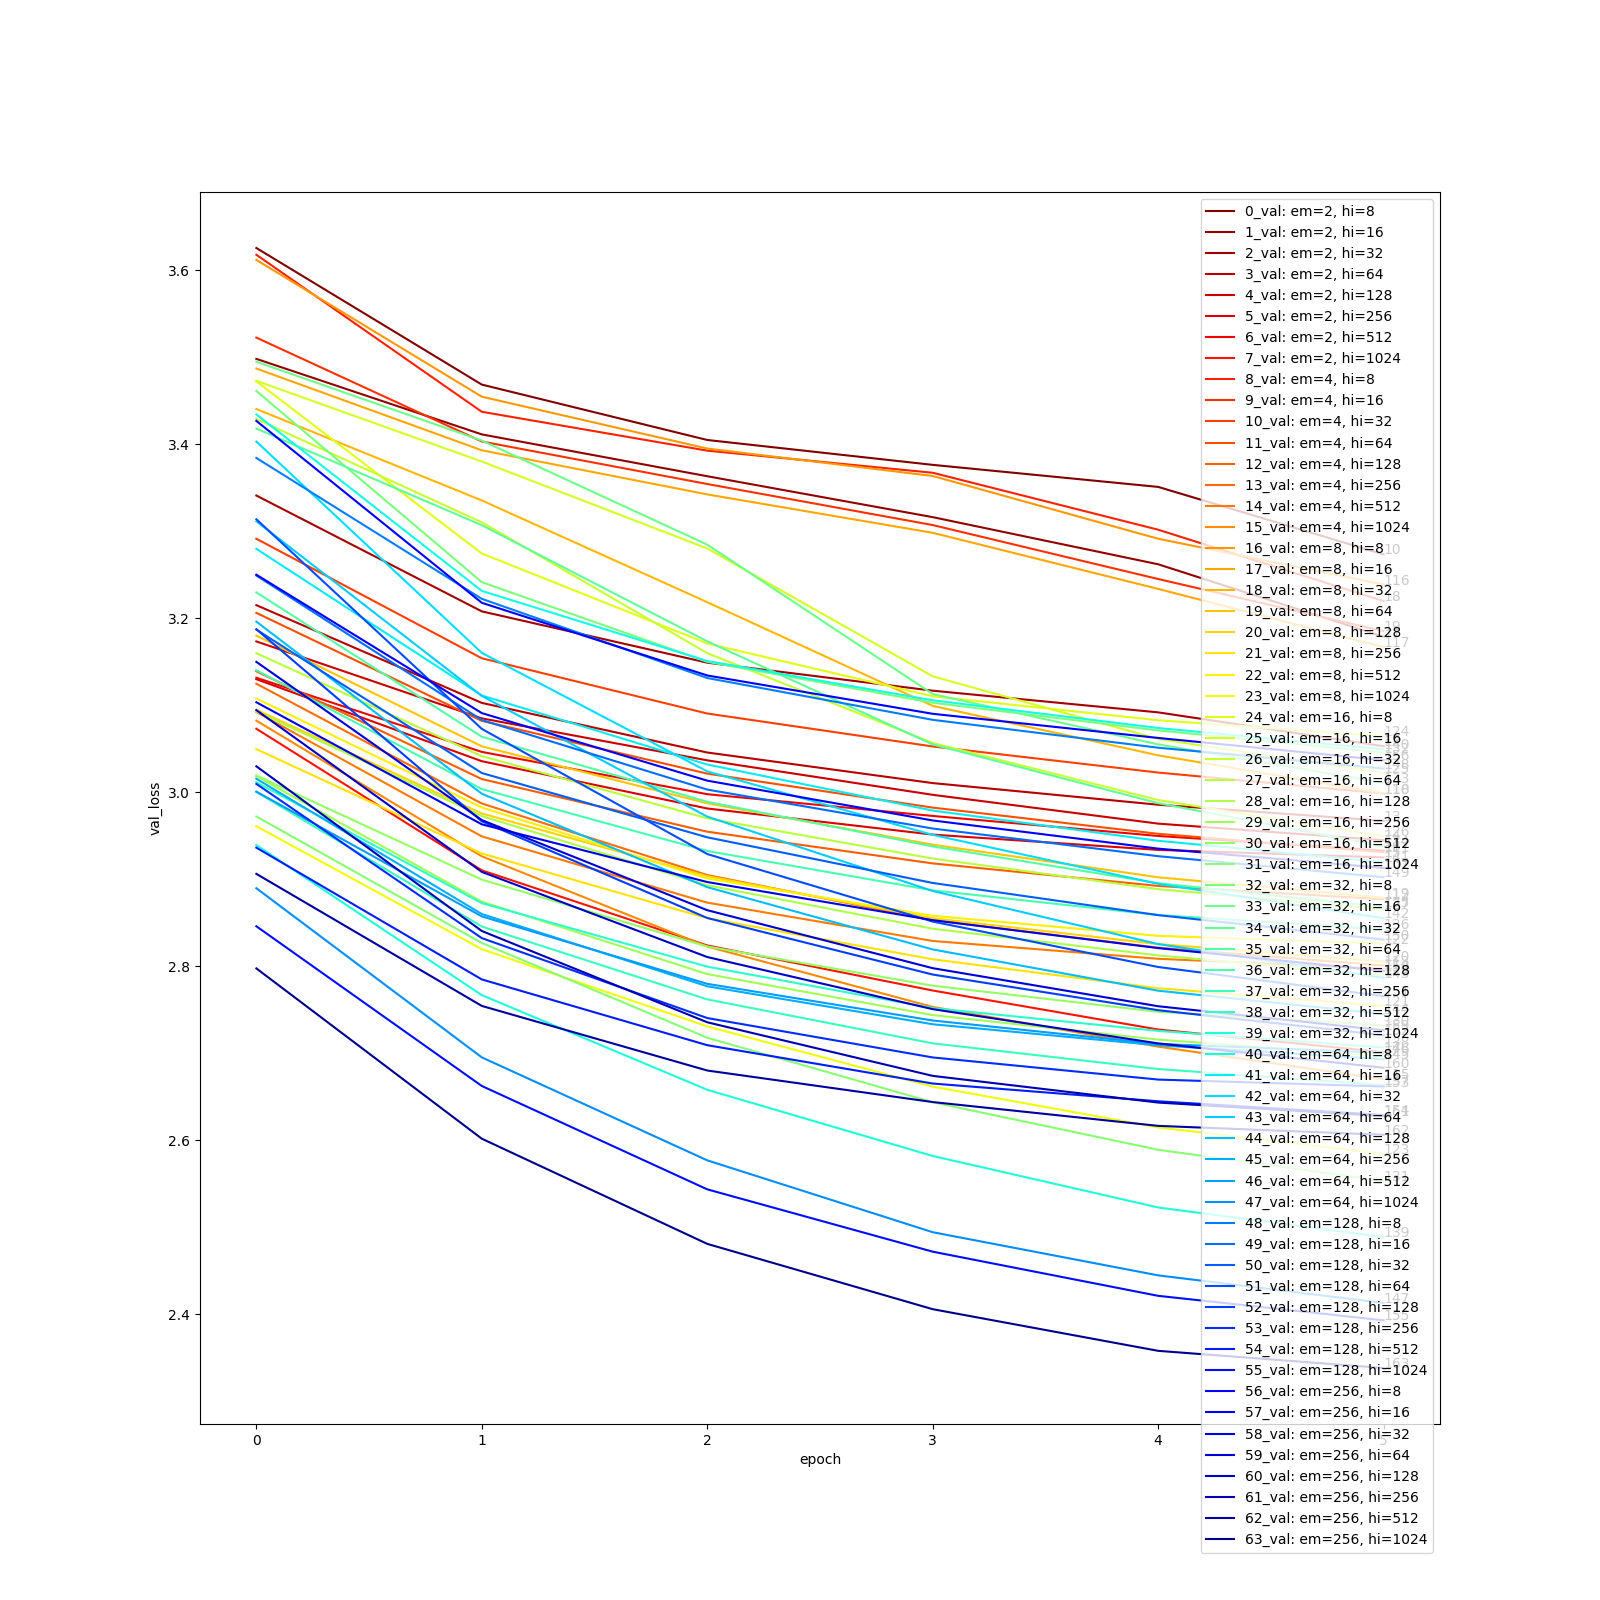 3.6
3.4
3.2
3.0
2.8
2.6
2.4
val_loss
0
1
2
3
4
5
epoch
0_val: em=2, hi=8
1_val: em=2, hi=16
2_val: em=2, hi=32
3_val: em=2, hi=64
4_val: em=2, hi=128
5_val: em=2, hi=256
6_val: em=2, hi=512
7_val: em=2, hi=1024
8_val: em=4, hi=8
9_val: em=4, hi=16
10_val: em=4, hi=32
11_val: em=4, hi=64
12_val: em=4, hi=128
13_val: em=4, hi=256
14_val: em=4, hi=512
15_val: em=4, hi=1024
16_val: em=8, hi=8
17_val: em=8, hi=16
18_val: em=8, hi=32
19_val: em=8, hi=64
20_val: em=8, hi=128
21_val: em=8, hi=256
22_val: em=8, hi=512
23_val: em=8, hi=1024
24_val: em=16, hi=8
25_val: em=16, hi=16
26_val: em=16, hi=32
27_val: em=16, hi=64
28_val: em=16, hi=128
29_val: em=16, hi=256
30_val: em=16, hi=512
31_val: em=16, hi=1024
32_val: em=32, hi=8
33_val: em=32, hi=16
34_val: em=32, hi=32
35_val: em=32, hi=64
36_val: em=32, hi=128
37_val: em=32, hi=256
38_val: em=32, hi=512
39_val: em=32, hi=1024
40_val: em=64, hi=8
41_val: em=64, hi=16
42_val: em=64, hi=32
43_val: em=64, hi=64
44_val: em=64, hi=128
45_val: em=64, hi=256
46_val: em=64, hi=512
47_val: em=64, hi=1024
48_val: em=128, hi=8
49_val: em=128, hi=16
50_val: em=128, hi=32
51_val: em=128, hi=64
52_val: em=128, hi=128
53_val: em=128, hi=256
54_val: em=128, hi=512
55_val: em=128, hi=1024
56_val: em=256, hi=8
57_val: em=256, hi=16
58_val: em=256, hi=32
59_val: em=256, hi=64
60_val: em=256, hi=128
61_val: em=256, hi=256
62_val: em=256, hi=512
63_val: em=256, hi=1024
110
116
18
19
117
149
142
160
162
123
131
139
147
155
163